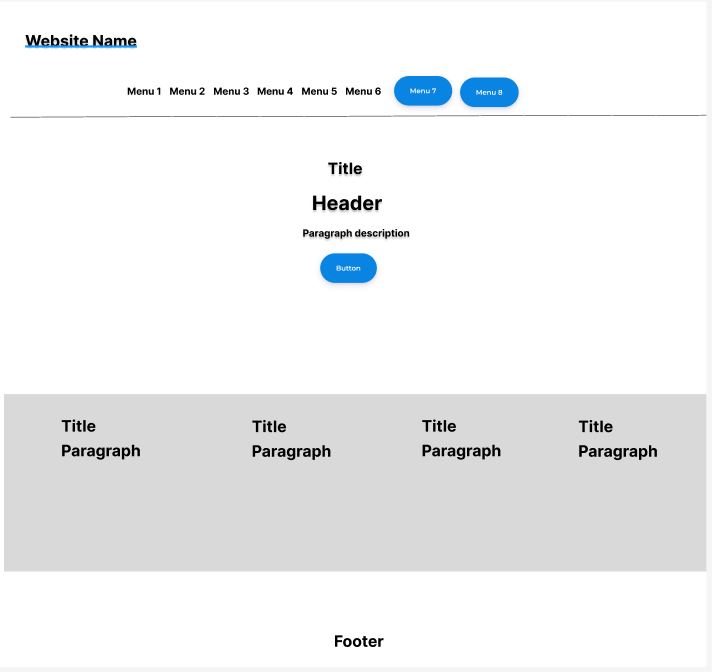 Website Name
Menu 1 Menu 2 Menu 3 Menu 4 Menu 5 Menu 6 Menu 7 Menu 8
Title
Header
Paragraph description
Button
Title Title Title Title
Paragraph Paragraph Paragraph Paragraph
Footer